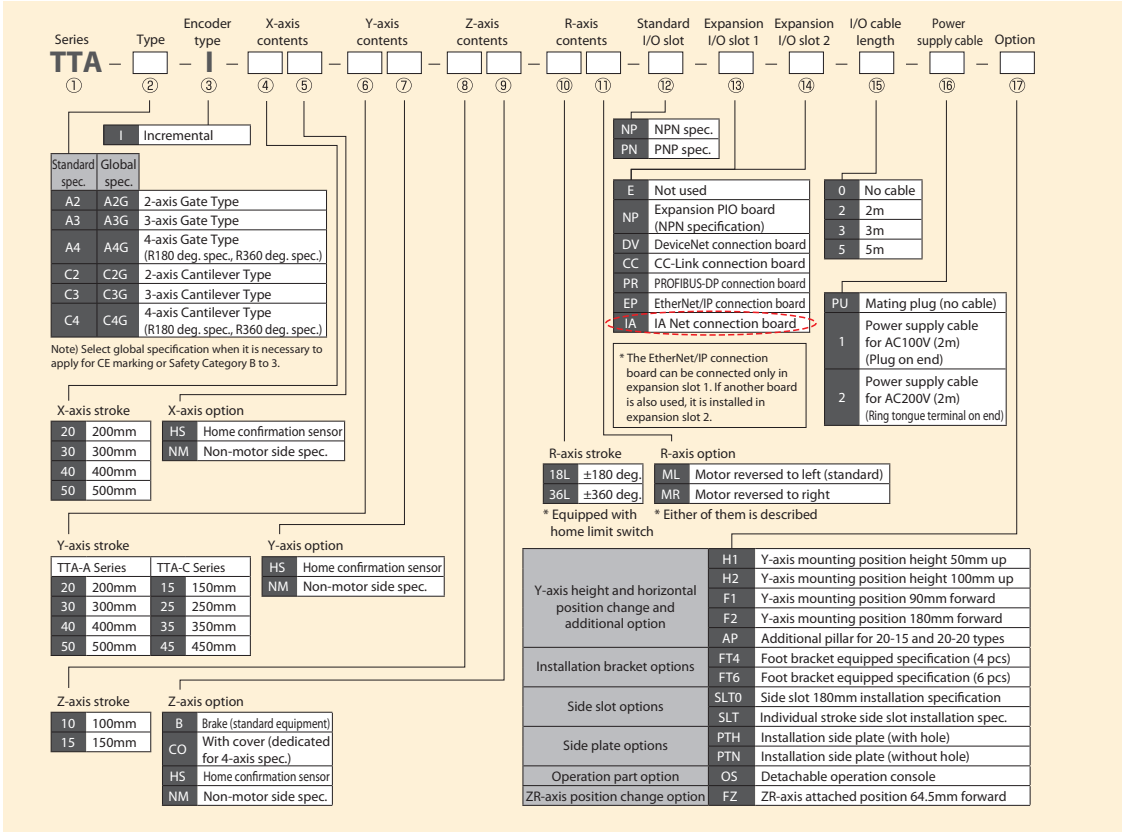 Series
Type
Encoder
type
X-axis
contents
Y-axis
contents
Z-axis
contents
R-axis
contents
Standard
I/O slot
Expansion
I/O slot 1
Expansion
I/O slot 2
I/O cable
length
Power
supply cable
Option
TTA – – I – – – – – – – – – –
① ② ③ ④ ⑤ ⑥ ⑦ ⑧ ⑨ ⑩ ⑪ ⑫ ⑬ ⑭ ⑮ ⑯ ⑰
I Incremental
Standard
spec.
Global
spec.
A2 A2G 2-axis Gate Type
A3 A3G 3-axis Gate Type
A4 A4G 4-axis Gate Type
(R180 deg. spec., R360 deg. spec.)
C2 C2G 2-axis Cantilever Type
C3 C3G 3-axis Cantilever Type
C4 C4G 4-axis Cantilever Type
(R180 deg. spec., R360 deg. spec.)
Note) Select global specification when it is necessary to
apply for CE marking or Safety Category B to 3.
NP NPN spec.
PN PNP spec.
E Not used
NP Expansion PIO board
(NPN specification)
DV DeviceNet connection board
CC CC-Link connection board
PR PROFIBUS-DP connection board
EP EtherNet/IP connection board
IA IA Net connection board
* The EtherNet/IP connection
board can be connected only in
expansion slot 1. If another board
is also used, it is installed in
expansion slot 2.
0 No cable
2 2m
3 3m
5 5m
PU Mating plug (no cable)
1 Power supply cable
for AC100V (2m)
(Plug on end)
2 Power supply cable
for AC200V (2m)
(Ring tongue terminal on end)
X-axis stroke
20 200mm
30 300mm
40 400mm
50 500mm
X-axis option
HS Home confirmation sensor
NM Non-motor side spec.
R-axis stroke
18L ±180 deg.
36L ±360 deg.
* Equipped with
home limit switch
R-axis option
ML Motor reversed to left (standard)
MR Motor reversed to right
* Either of them is described
Y-axis stroke
TTA-A Series TTA-C Series
20 200mm 15 150mm
30 300mm 25 250mm
40 400mm 35 350mm
50 500mm 45 450mm
Y-axis option
HS Home confirmation sensor
NM Non-motor side spec.
Z-axis stroke
10 100mm
15 150mm
Z-axis option
B Brake (standard equipment)
CO With cover (dedicated
for 4-axis spec.)
HS Home confirmation sensor
NM Non-motor side spec.
Y-axis height and horizontal
position change and
additional option
H1 Y-axis mounting position height 50mm up
H2 Y-axis mounting position height 100mm up
F1 Y-axis mounting position 90mm forward
F2 Y-axis mounting position 180mm forward
AP Additional pillar for 20-15 and 20-20 types
Installation bracket options
FT4 Foot bracket equipped specification (4 pcs)
FT6 Foot bracket equipped specification (6 pcs)
Side slot options
SLT0 Side slot 180mm installation specification
SLT Individual stroke side slot installation spec.
Side plate options
PTH Installation side plate (with hole)
PTN Installation side plate (without hole)
Operation part option OS Detachable operation console
ZR-axis position change option FZ ZR-axis attached position 64.5mm forward